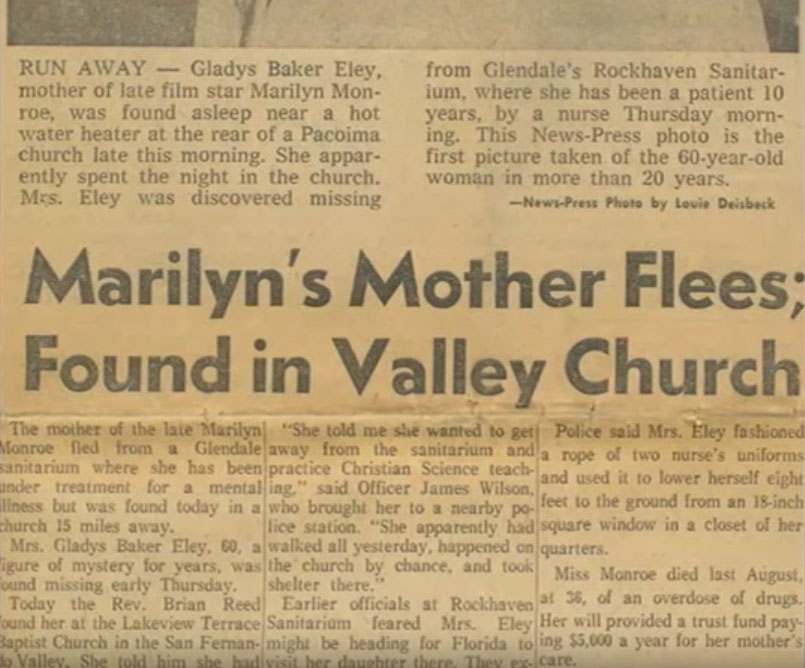 RUN AWAY — Gladys Baker Eley,
mother of late film star Marilyn Mon-
roe, was found asleep near a hot
water heater at the rear of a Pacoima
church late this morning. She appar-
ently spent the night in the church.
Mrs. Eley was discovered missing
from Glendale's Rockhaven Sanitar-
ium, where she has been a patient 10
years, by a nurse Thursday morn-
ing. This News-Press photo is the
first picture taken of the 60-year-old
woman in more than 20 years.
—News-Press Photo by Louie Deisbeck
Marilyn's Mother Flees;
Found in Valley Church
The mother of the late Marilyn
Monroe fled from a Glendale
sanitarium where she has been
under treatment for a mental
illness but was found today in a
church 15 miles away.
Mrs. Gladys Baker Eley, 60, a
figure of mystery for years, was
found missing early Thursday.
Today the Rev. Brian Reed
found her at the Lakeview Terrace
Baptist Church in the San Fernan-
do Valley. She told him she had
"She told me she wanted to get
away from the sanitarium and
practice Christian Science teach-
ing," said Officer James Wilson,
who brought her to a nearby po-
lice station. "She apparently had
walked all yesterday, happened on
the church by chance, and took
shelter there."
Earlier officials at Rockhaven
Sanitarium feared Mrs. Eley
might be heading for Florida to
visit her daughter there. They ex-
Police said Mrs. Eley fashioned
a rope of two nurse's uniforms
and used it to lower herself eight
feet to the ground from an 18-inch
square window in a closet of her
quarters.
Miss Monroe died last August,
at 36, of an overdose of drugs.
Her will provided a trust fund pay-
ing $5,000 a year for her mother's
care.